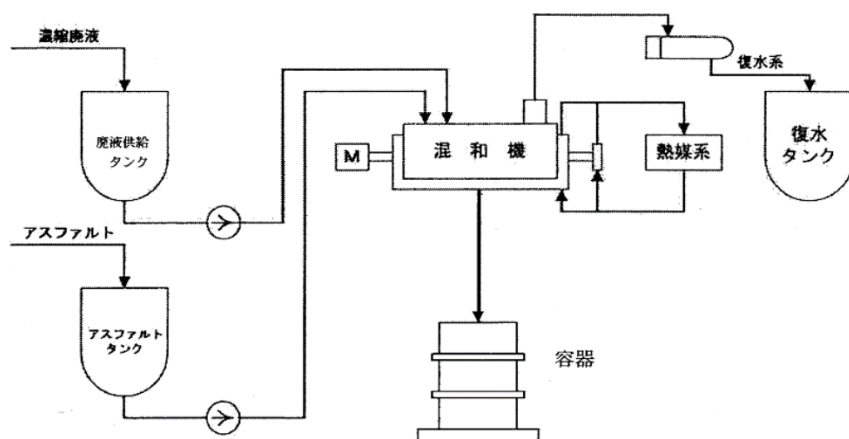 濃縮廃液
廃液供給
タンク
アスファルト
アスファルト
タンク
M
混和機
熱媒系
復水系
復水
タンク
容器